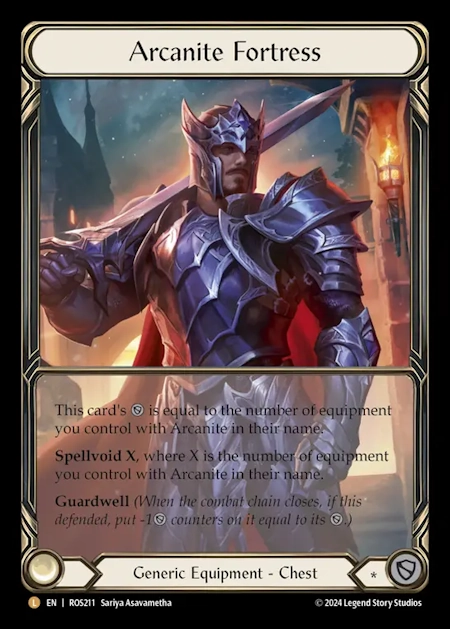 Arcanite Fortress
This card's is equal to the number of equipment
you control with Arcanite in their name.
Spellvoid X, where X is the number of equipment
you control with Arcanite in their name.
Guardwell (When the combat chain closes, if this
defended, put -1 counters on it equal to its .)
Generic Equipment - Chest
*
L EN | ROS211 Sariya Asavametha
© 2024 Legend Story Studios